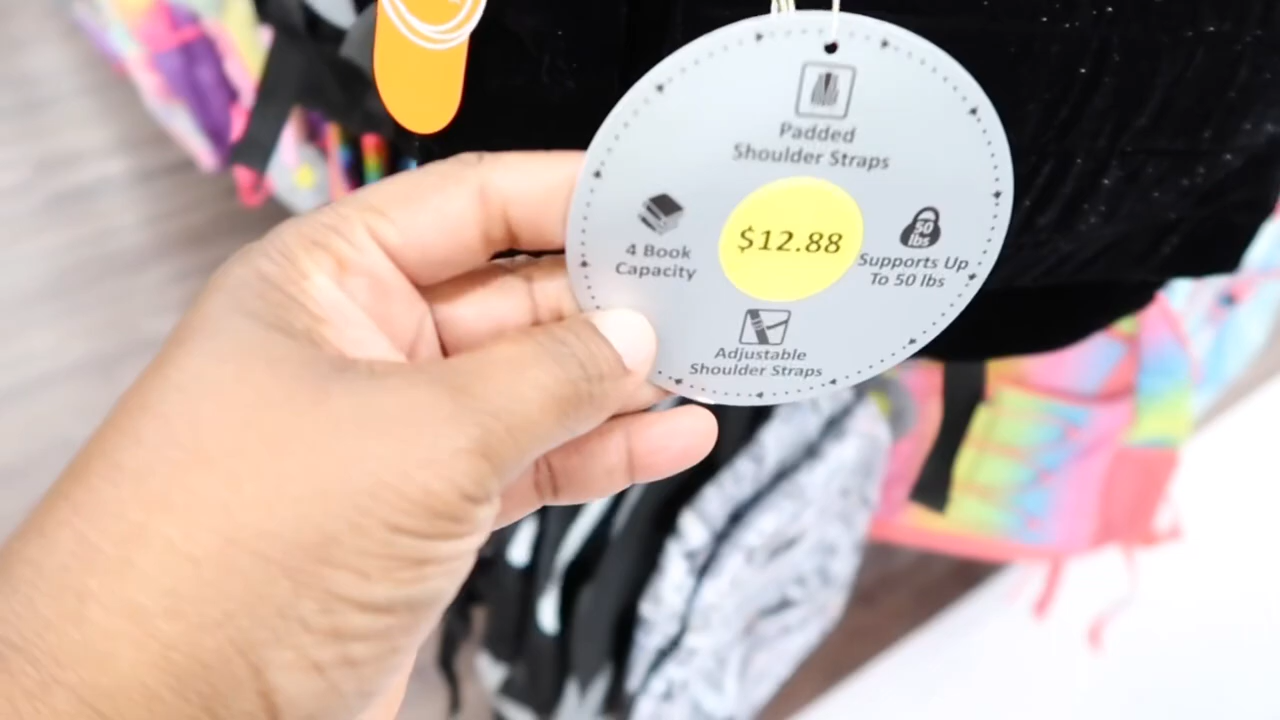 Padded
Shoulder Straps
4 Book
Capacity
$12.88
50
lbs
Supports Up
To 50 lbs
Adjustable
Shoulder Straps